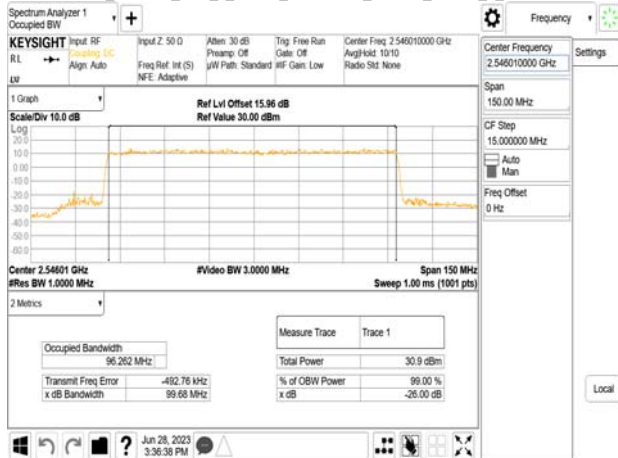 Spectrum Analyzer 1
Occupied BW
+
Frequency
KEYSIGHT Input: RF Input Z: 50 Ω Atten: 30 dB Trig: Free Run Center Freq: 2.546010000 GHz
RL Coupling: DC Preamp: Off Gate: Off Avg|Hold: 10/10
Align: Auto Freq Ref: Int (S) µW Path: Standard #IF Gain: Low Radio Std: None
NFE: Adaptive
Center Frequency
2.546010000 GHz
Settings
Span
150.00 MHz
CF Step
15.000000 MHz
Auto
Man
Freq Offset
0 Hz
1 Graph
Ref Lvl Offset 15.96 dB
Scale/Div 10.0 dB Ref Value 30.00 dBm
Log
20.0
10.0
0.00
-10.0
-20.0
-30.0
-40.0
-50.0
-60.0
Center 2.54601 GHz #Video BW 3.0000 MHz Span 150 MHz
#Res BW 1.0000 MHz Sweep 1.00 ms (1001 pts)
2 Metrics
Measure Trace Trace 1
Occupied Bandwidth
96.262 MHz Total Power 30.9 dBm
Transmit Freq Error -492.76 kHz % of OBW Power 99.00 %
x dB Bandwidth 99.68 MHz x dB -26.00 dB
Local
? Jun 28, 2023
3:36:38 PM